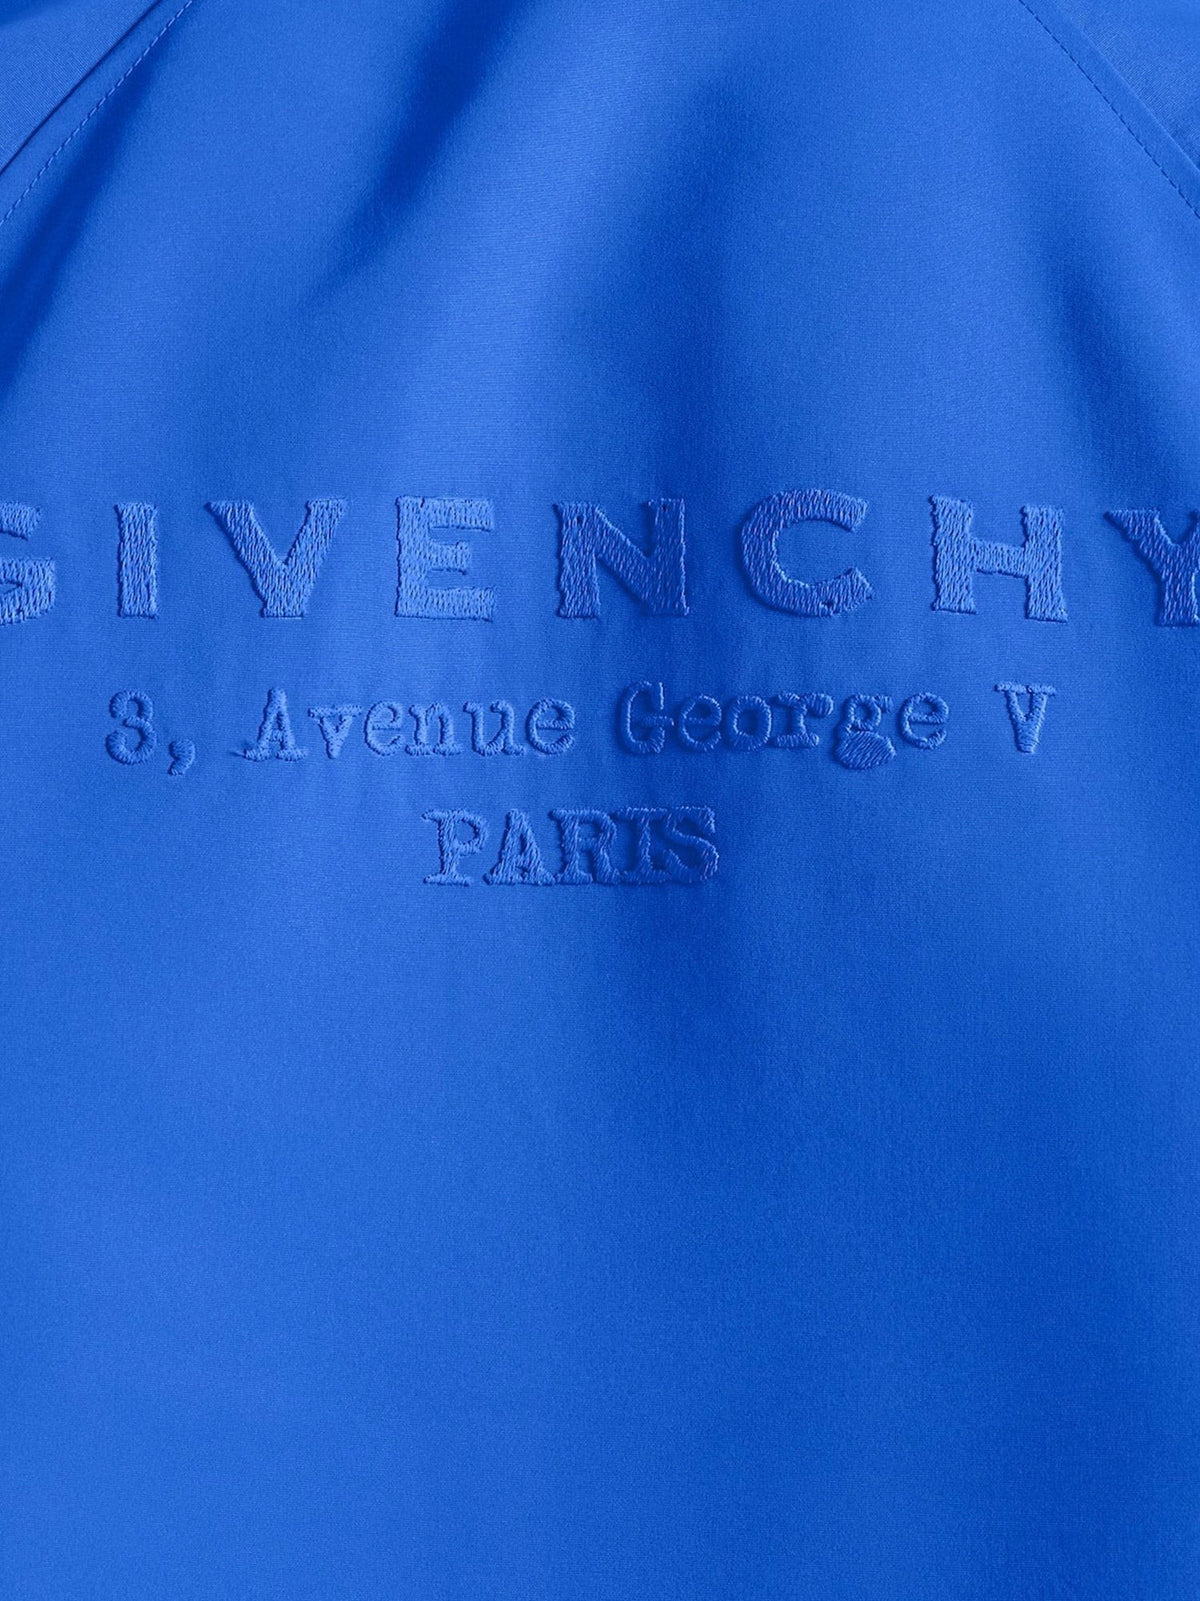 GIVENCHY
3, Avenue George V
PARIS